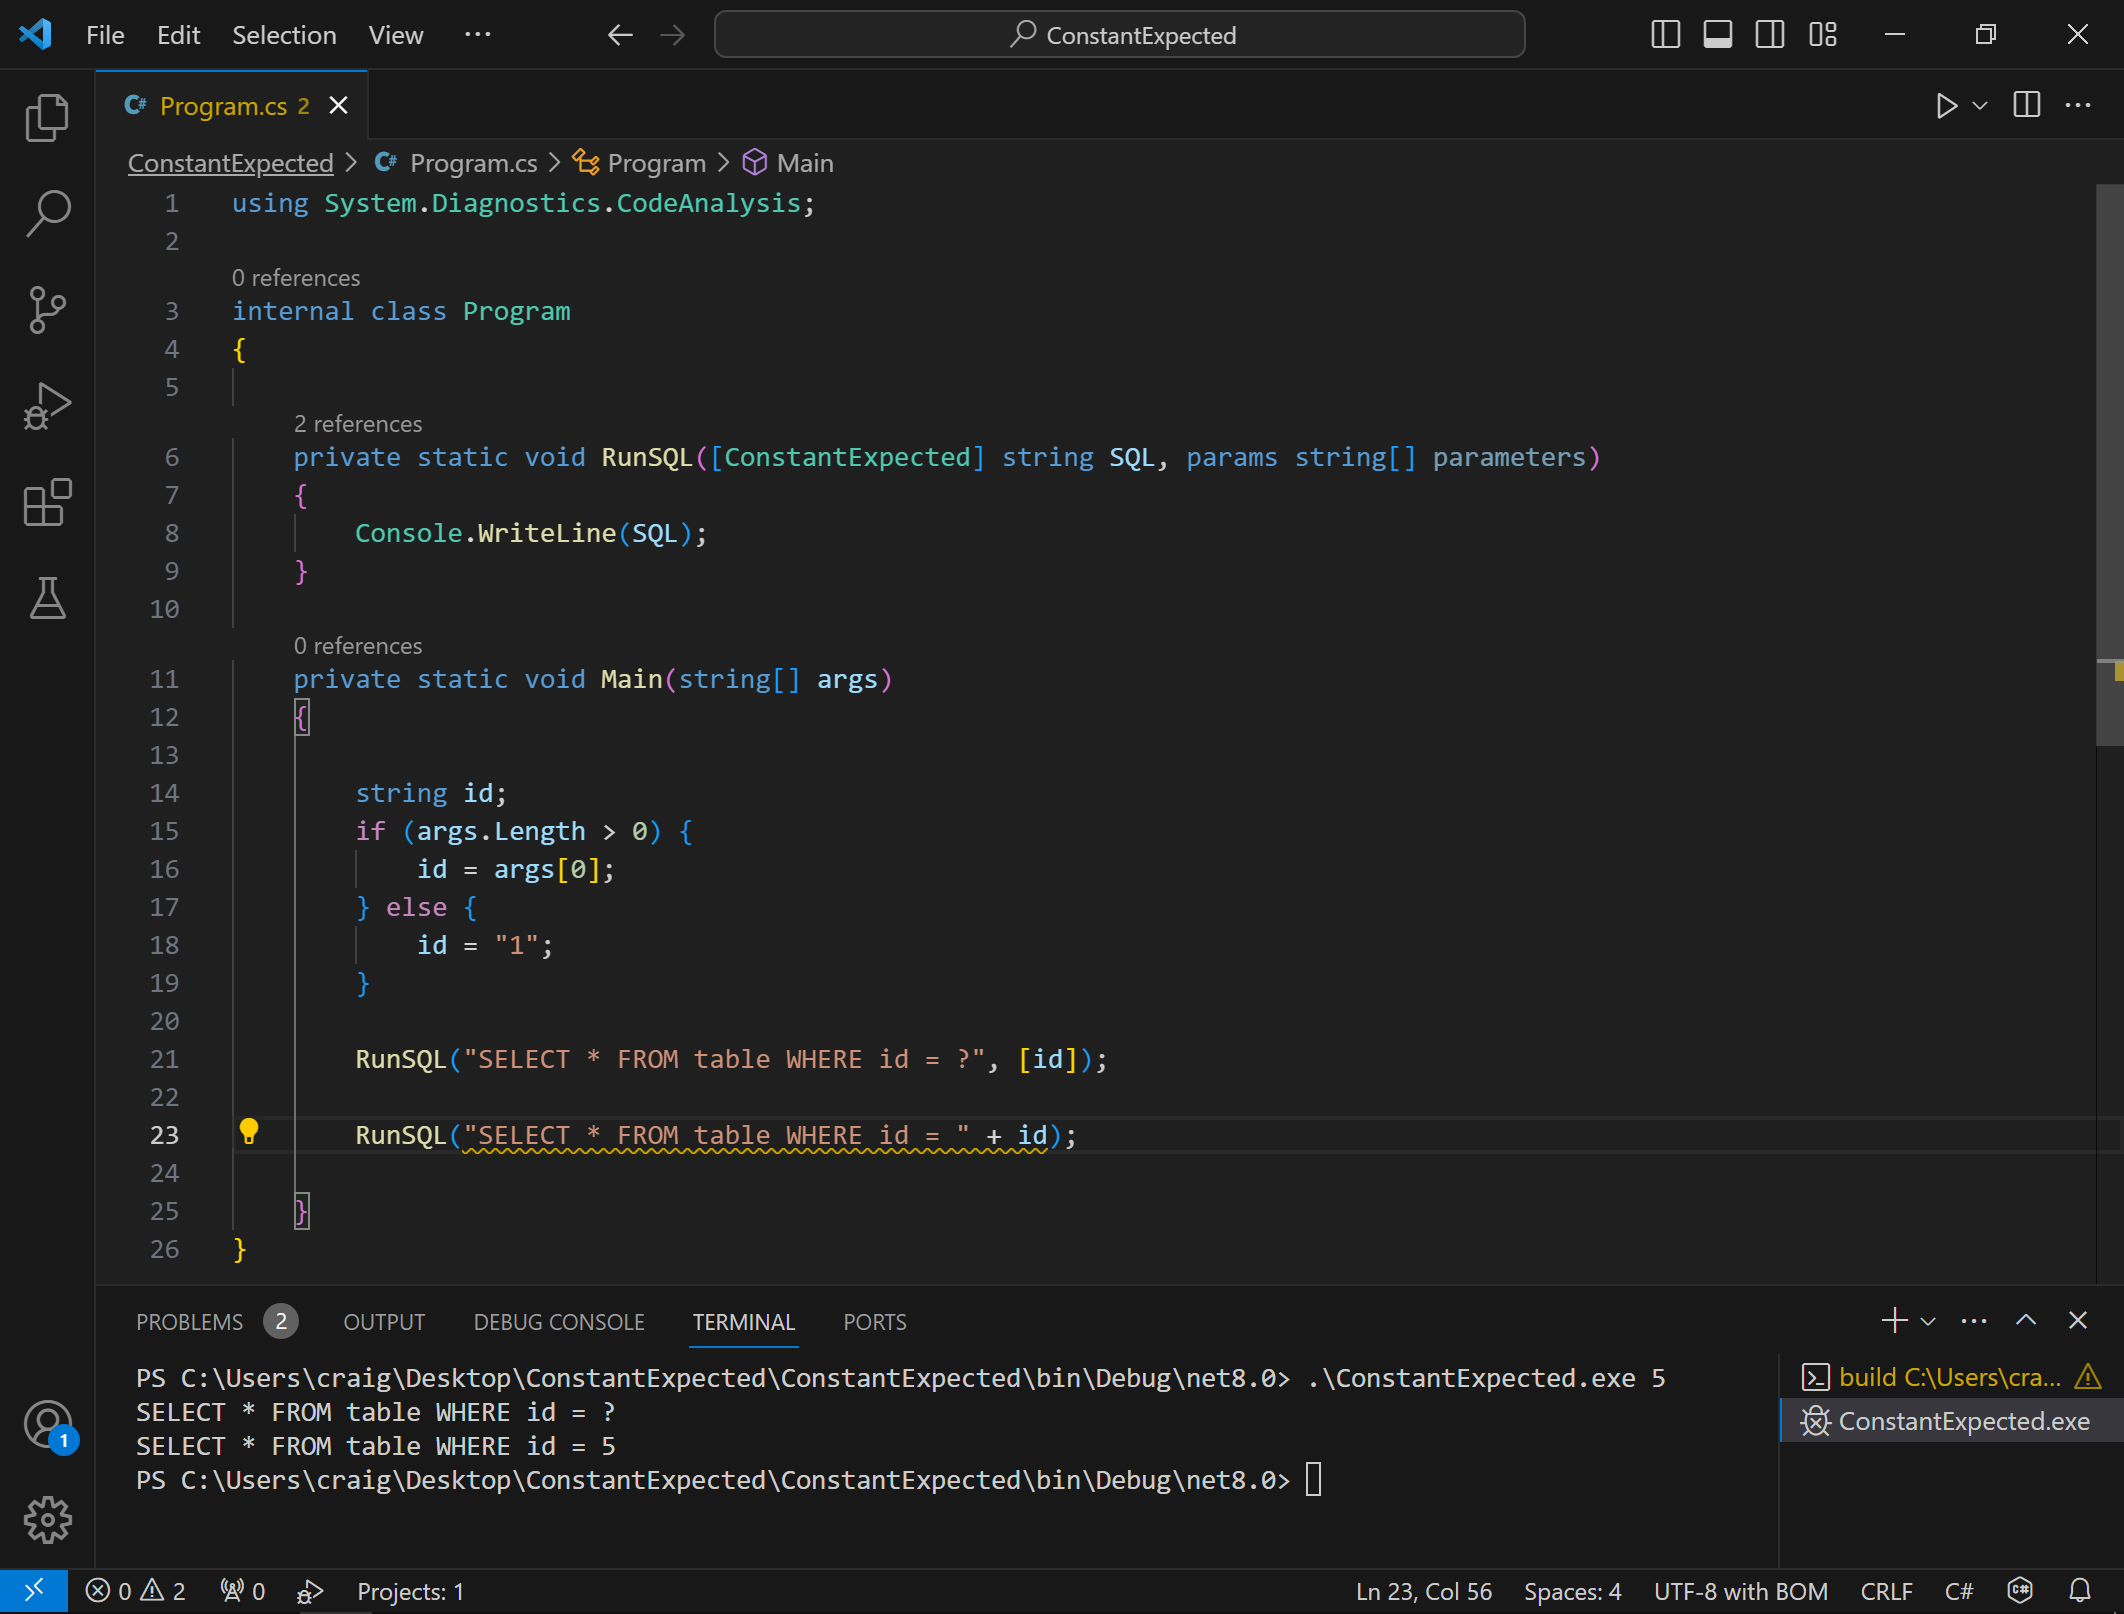 File Edit Selection View ··· ConstantExpected
C# Program.cs 2
ConstantExpected > C# Program.cs > Program > Main
1 using System.Diagnostics.CodeAnalysis;
2
0 references
3 internal class Program
4 {
5
2 references
6 private static void RunSQL([ConstantExpected] string SQL, params string[] parameters)
7 {
8 Console.WriteLine(SQL);
9 }
10
0 references
11 private static void Main(string[] args)
12 {
13
14 string id;
15 if (args.Length > 0) {
16 id = args[0];
17 } else {
18 id = "1";
19 }
20
21 RunSQL("SELECT * FROM table WHERE id = ?", [id]);
22
23 RunSQL("SELECT * FROM table WHERE id = " + id);
24
25 }
26 }
PROBLEMS 2 OUTPUT DEBUG CONSOLE TERMINAL PORTS
PS C:\Users\craig\Desktop\ConstantExpected\ConstantExpected\bin\Debug\net8.0> .\ConstantExpected.exe 5
SELECT * FROM table WHERE id = ?
SELECT * FROM table WHERE id = 5
PS C:\Users\craig\Desktop\ConstantExpected\ConstantExpected\bin\Debug\net8.0>
build C:\Users\cra...
ConstantExpected.exe
1
0 2 0 Projects: 1 Ln 23, Col 56 Spaces: 4 UTF-8 with BOM CRLF C#